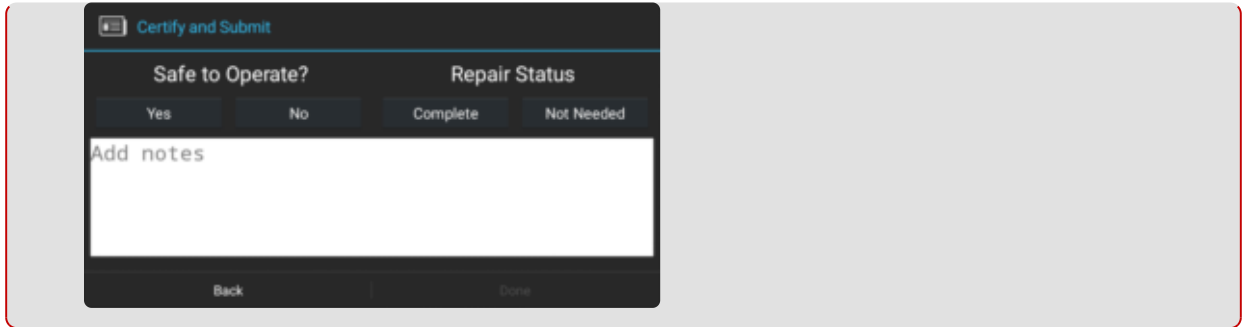 Certify and Submit
Safe to Operate? Repair Status
Yes No Complete Not Needed
Add notes
Back Done